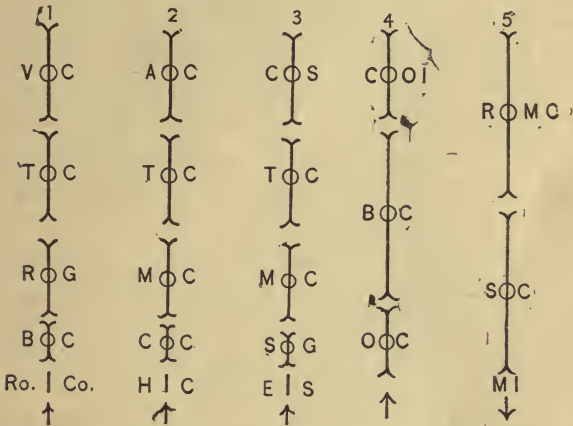 1 2 3 4 5
V C A C C S C O I
R M C
T C T C T C
B C
R G M C M C
S C
B C C C S G O C
Ro. Co. H C E S M I